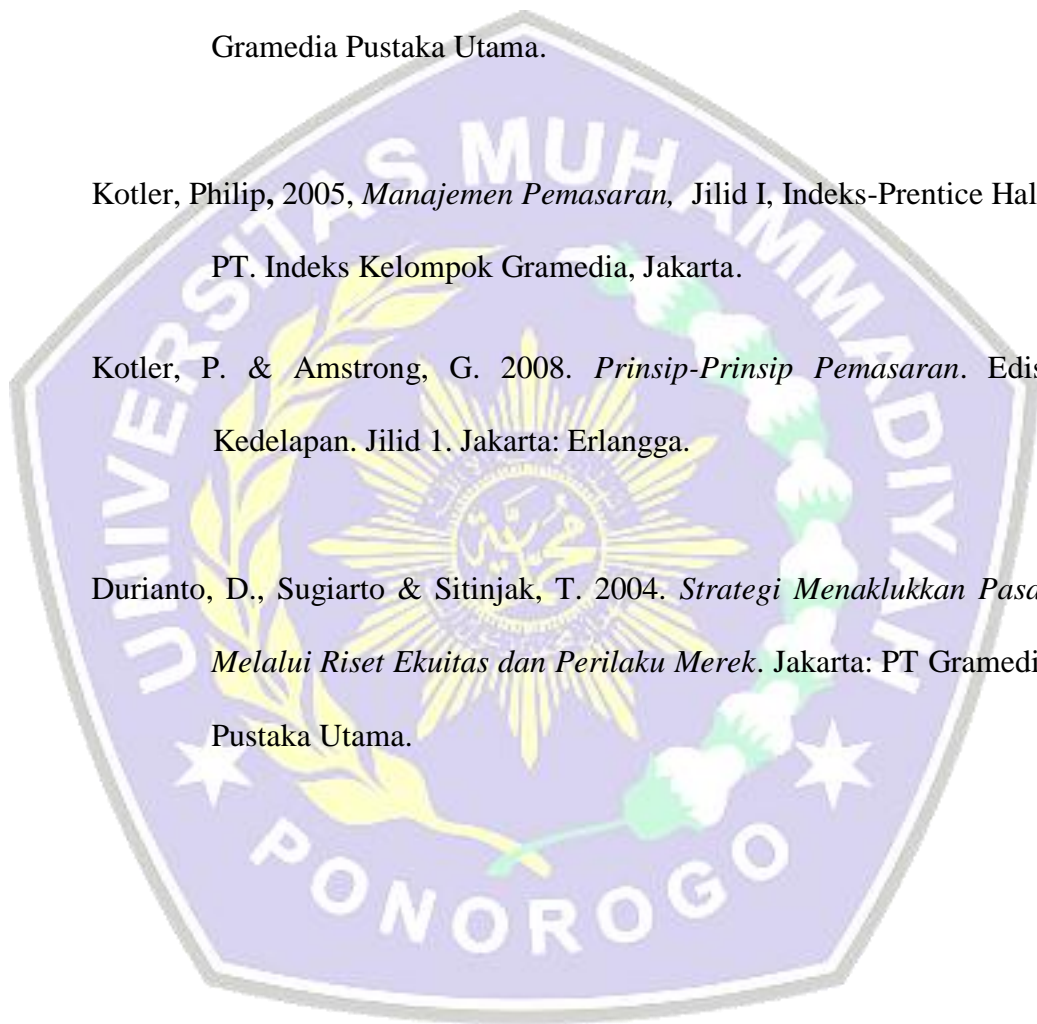 Gramedia Pustaka Utama.
Kotler, Philip, 2005, Manajemen Pemasaran, Jilid I, Indeks-Prentice Hal
PT. Indeks Kelompok Gramedia, Jakarta.
Kotler, P. & Amstrong, G. 2008. Prinsip-Prinsip Pemasaran. Edis
Kedelapan. Jilid 1. Jakarta: Erlangga.
Durianto, D., Sugiarto & Sitinjak, T. 2004. Strategi Menaklukkan Pasa
Melalui Riset Ekuitas dan Perilaku Merek. Jakarta: PT Gramedi
Pustaka Utama.
UNIVERSITAS MUHAMMADIYAH
PONOROGO